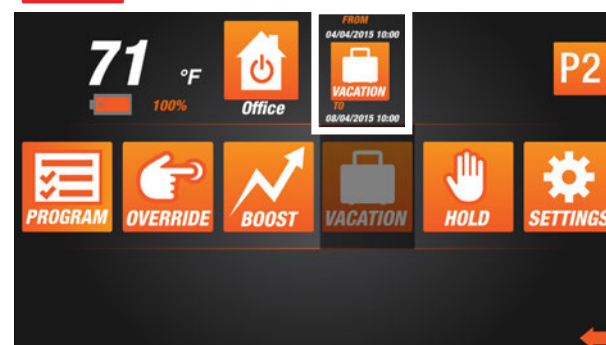 FROM
04/04/2015 10:00
71 °F
VACATION
P2
100%
Office
TO
08/04/2015 10:00
PROGRAM OVERRIDE BOOST VACATION HOLD SETTINGS